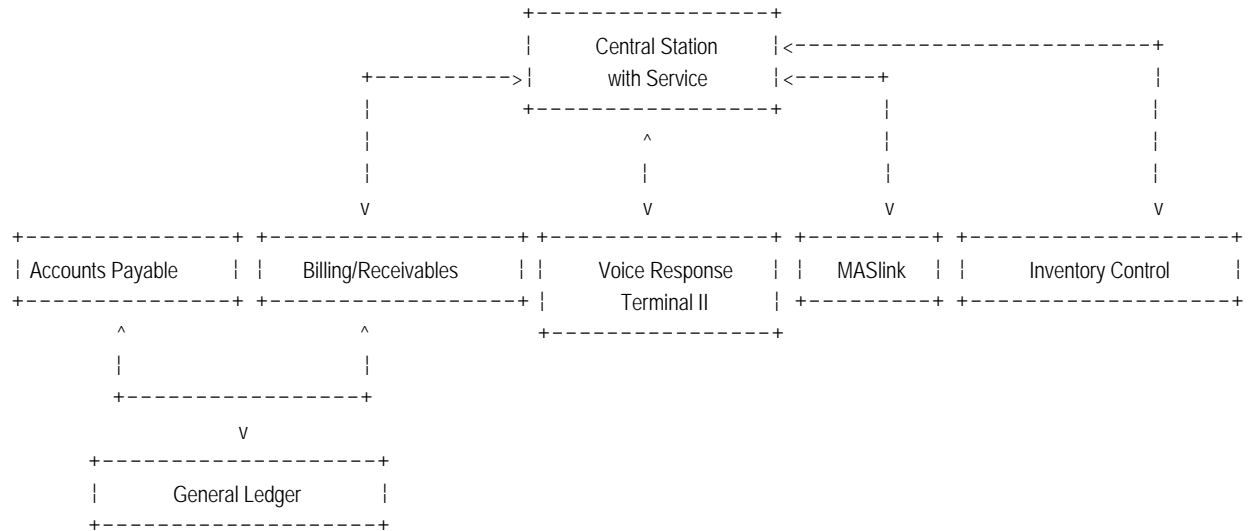 Central Station
with Service
Accounts Payable
Billing/Receivables
Voice Response
Terminal II
MASlink
Inventory Control
General Ledger